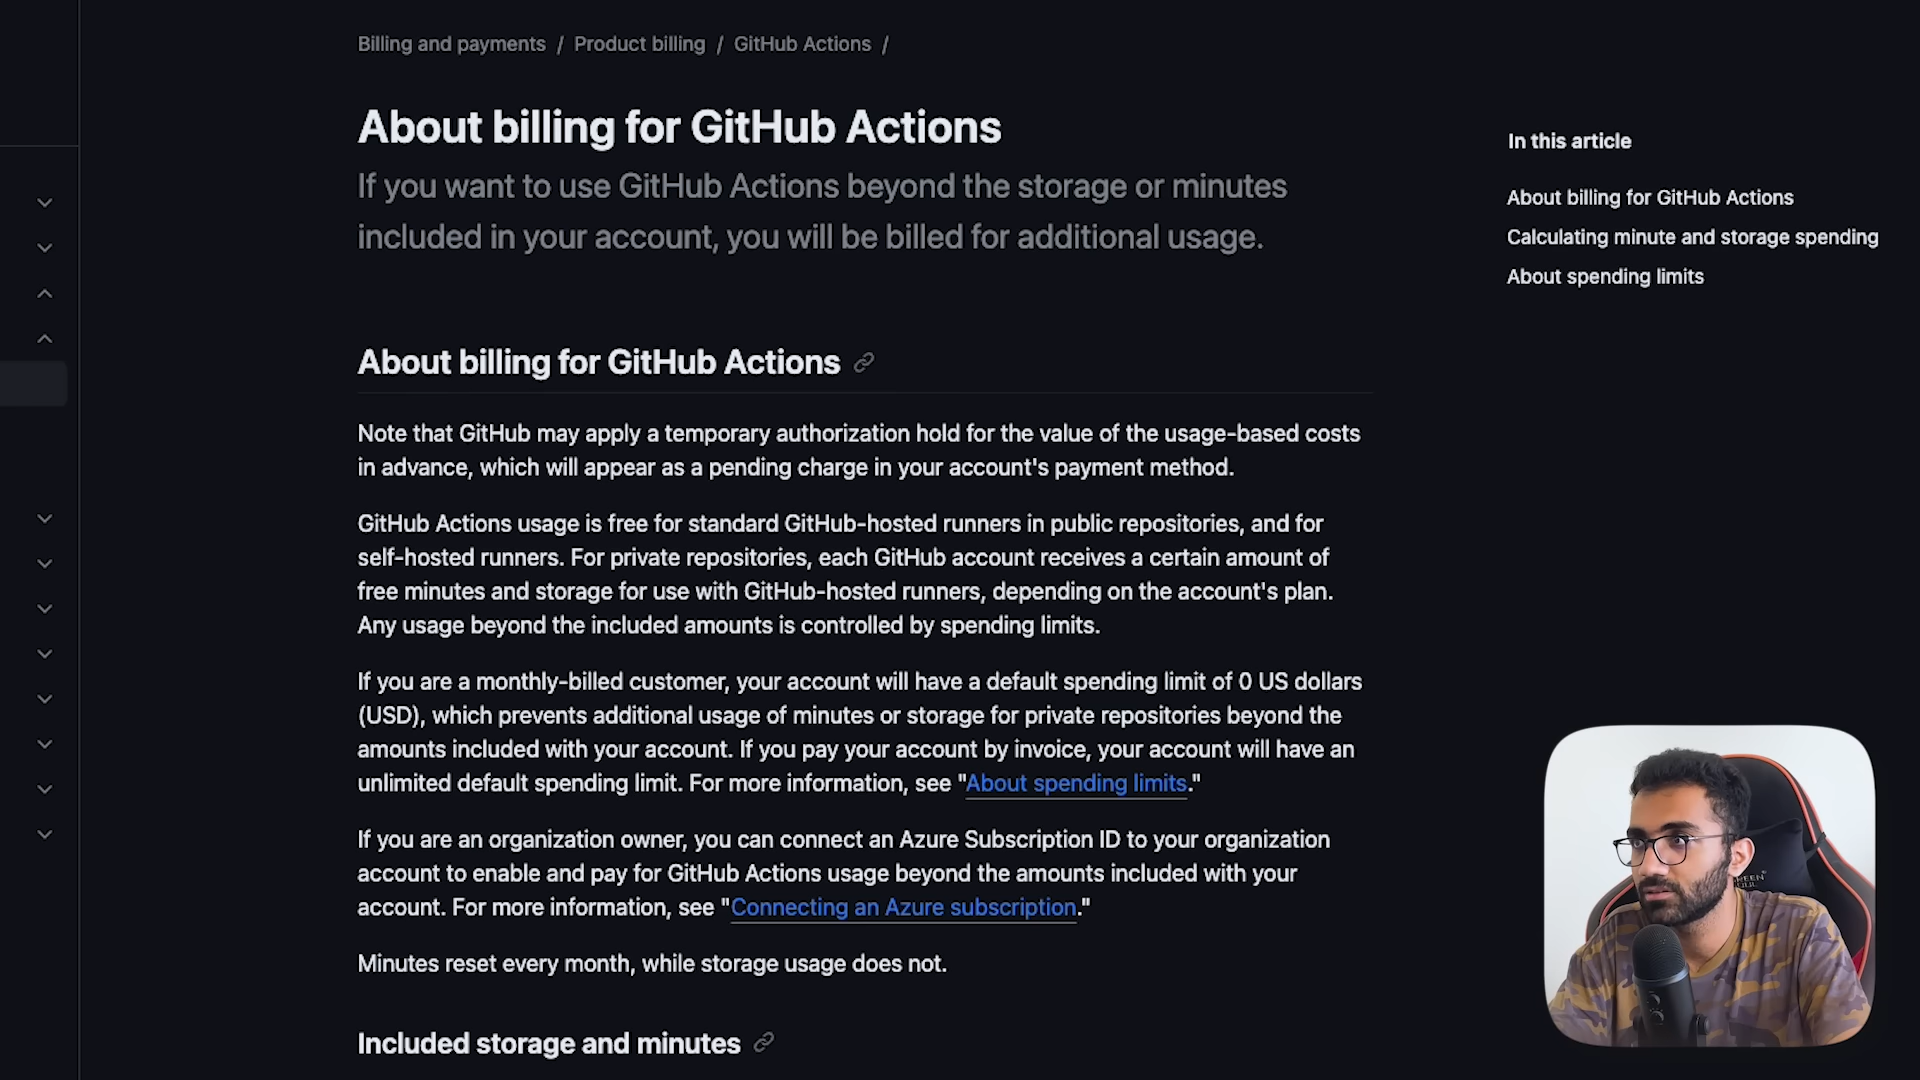 Billing and payments / Product billing / GitHub Actions /
About billing for GitHub Actions
If you want to use GitHub Actions beyond the storage or minutes
included in your account, you will be billed for additional usage.
In this article
About billing for GitHub Actions
Calculating minute and storage spending
About spending limits
About billing for GitHub Actions
Note that GitHub may apply a temporary authorization hold for the value of the usage-based costs
in advance, which will appear as a pending charge in your account's payment method.
GitHub Actions usage is free for standard GitHub-hosted runners in public repositories, and for
self-hosted runners. For private repositories, each GitHub account receives a certain amount of
free minutes and storage for use with GitHub-hosted runners, depending on the account's plan.
Any usage beyond the included amounts is controlled by spending limits.
If you are a monthly-billed customer, your account will have a default spending limit of 0 US dollars
(USD), which prevents additional usage of minutes or storage for private repositories beyond the
amounts included with your account. If you pay your account by invoice, your account will have an
unlimited default spending limit. For more information, see "About spending limits."
If you are an organization owner, you can connect an Azure Subscription ID to your organization
account to enable and pay for GitHub Actions usage beyond the amounts included with your
account. For more information, see "Connecting an Azure subscription."
Minutes reset every month, while storage usage does not.
Included storage and minutes